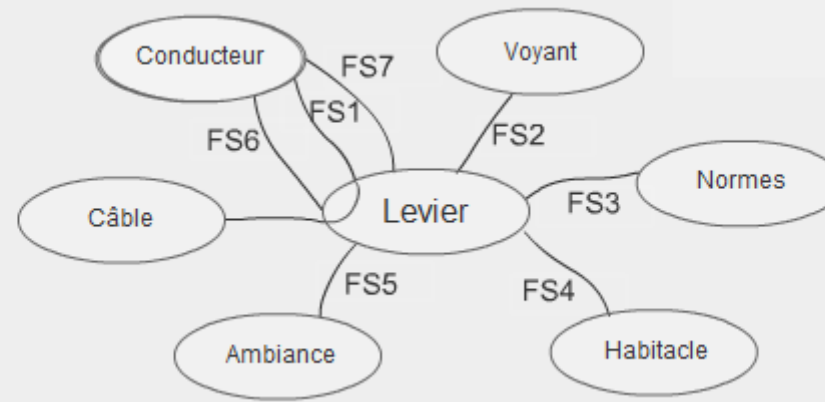 Conducteur
Voyant
FS7
FS1
FS6
FS2
Normes
Câble
Levier
FS3
FS5
FS4
Ambiance
Habitacle